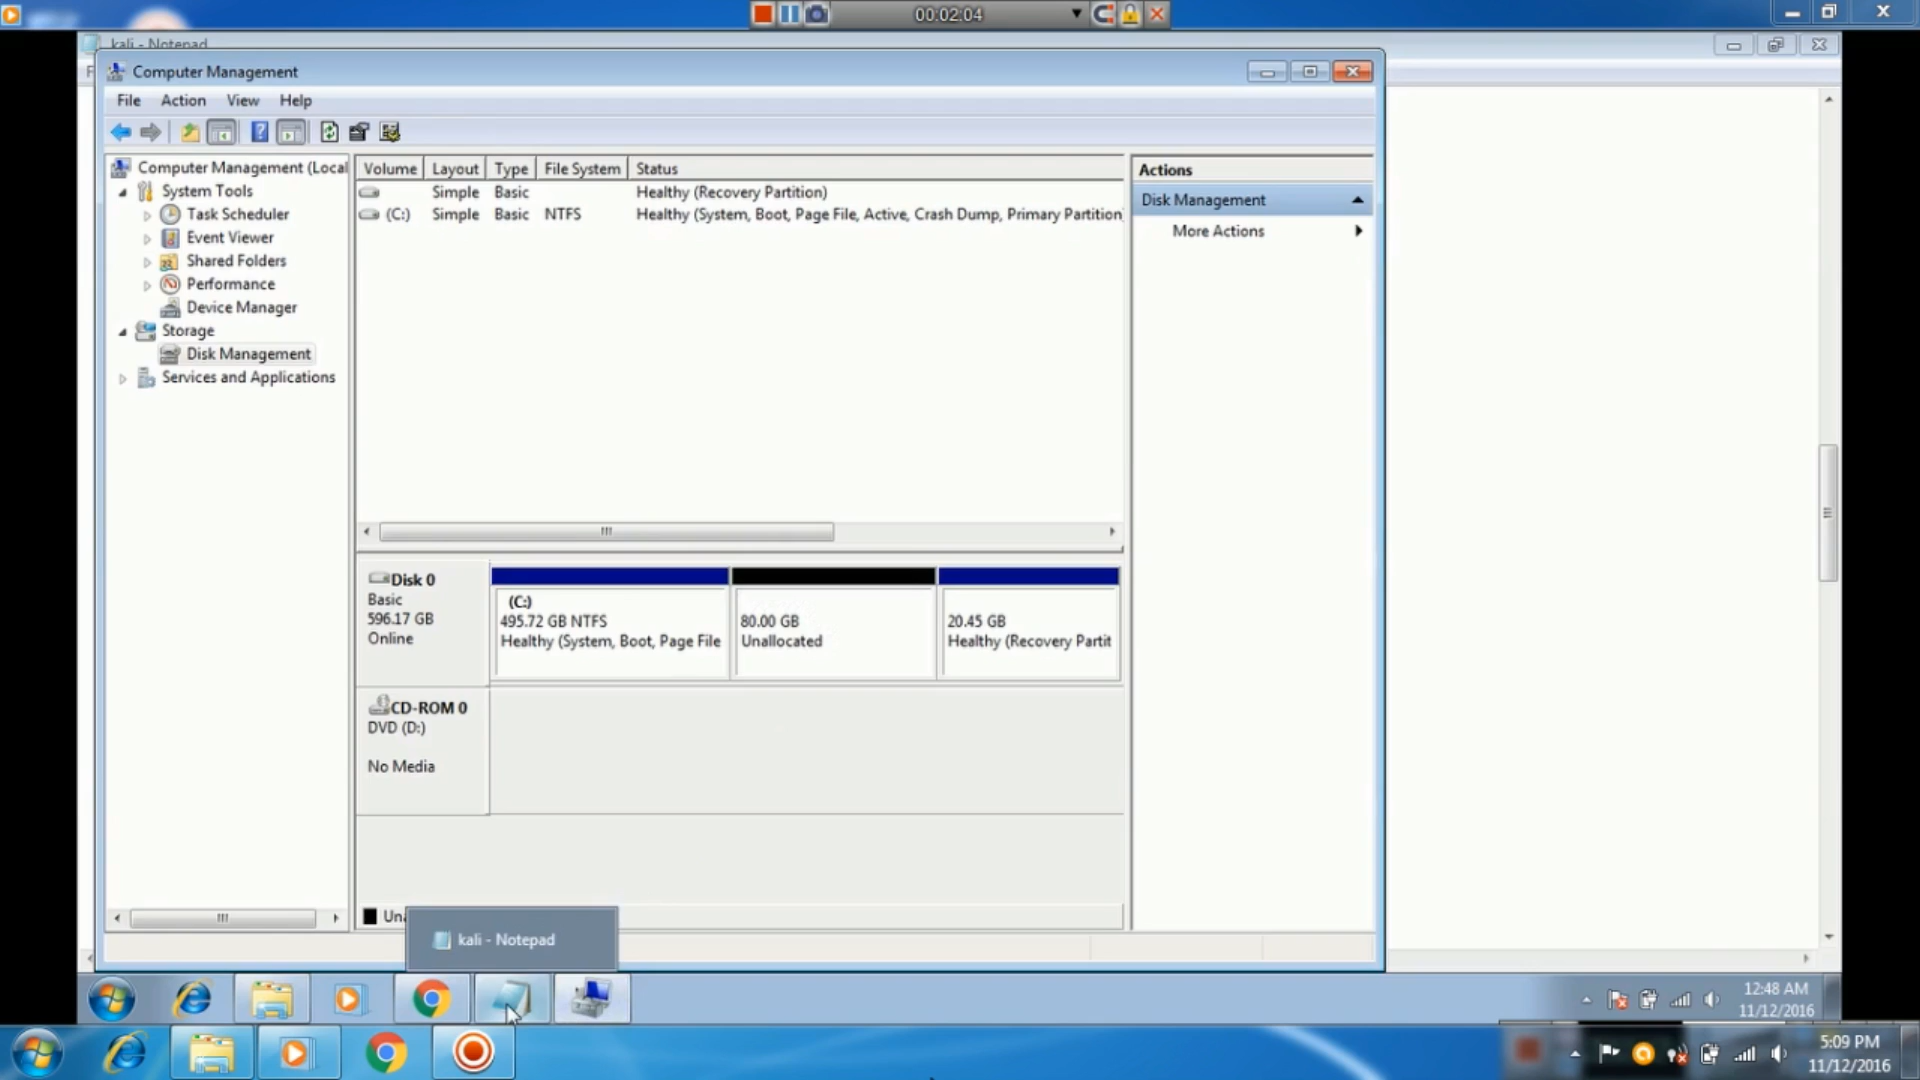 00:02:04
kali - Notepad
Computer Management
File Action View Help
Computer Management (Local
System Tools
Task Scheduler
Event Viewer
Shared Folders
Performance
Device Manager
Storage
Disk Management
Services and Applications
Volume Layout Type File System Status
Simple Basic Healthy (Recovery Partition)
(C:) Simple Basic NTFS Healthy (System, Boot, Page File, Active, Crash Dump, Primary Partition)
Actions
Disk Management
More Actions
Disk 0
Basic
596.17 GB
Online
(C:)
495.72 GB NTFS
Healthy (System, Boot, Page File
80.00 GB
Unallocated
20.45 GB
Healthy (Recovery Partit
CD-ROM 0
DVD (D:)
No Media
Una
kali - Notepad
12:48 AM
11/12/2016
5:09 PM
11/12/2016